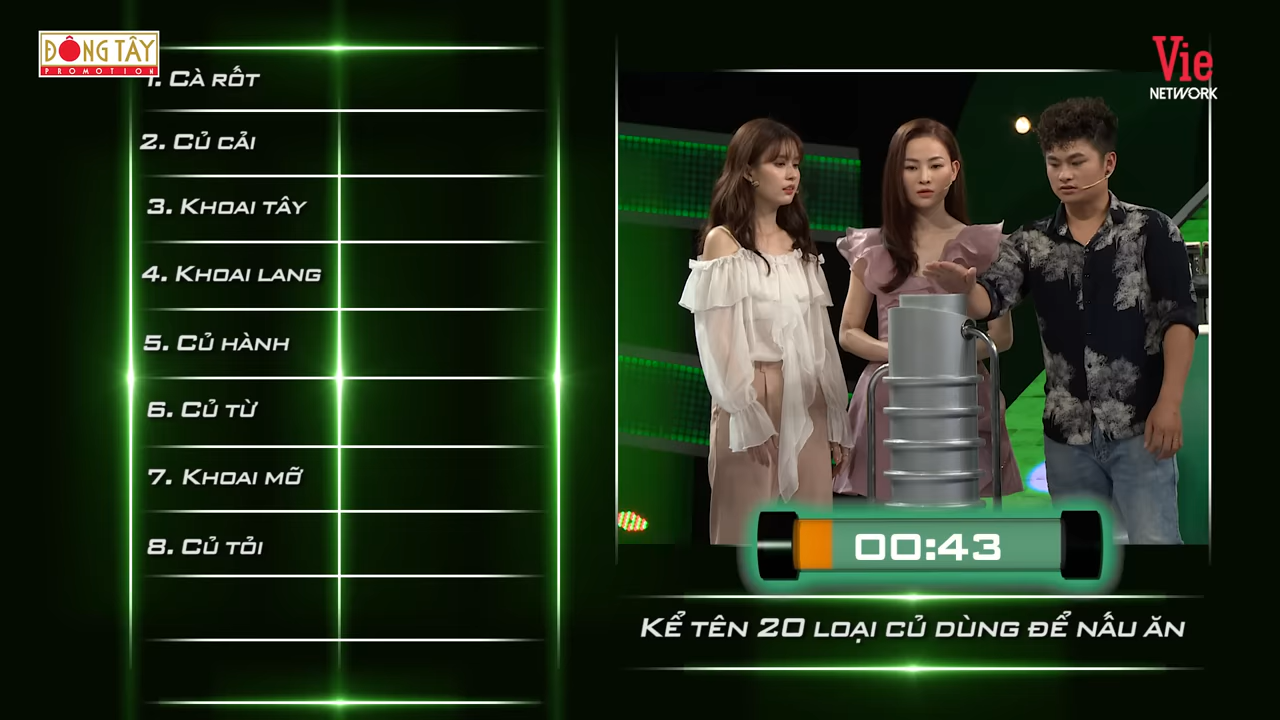 ĐÔNG TÂY
PROMOTION
1. CÀ RỐT
2. CỦ CẢI
3. KHOAI TÂY
4. KHOAI LANG
5. CỦ HÀNH
6. CỦ TỪ
7. KHOAI MỠ
8. CỦ TỎI
Vie
NETWORK
00:43
KỂ TÊN 20 LOẠI CỦ DÙNG ĐỂ NẤU ĂN